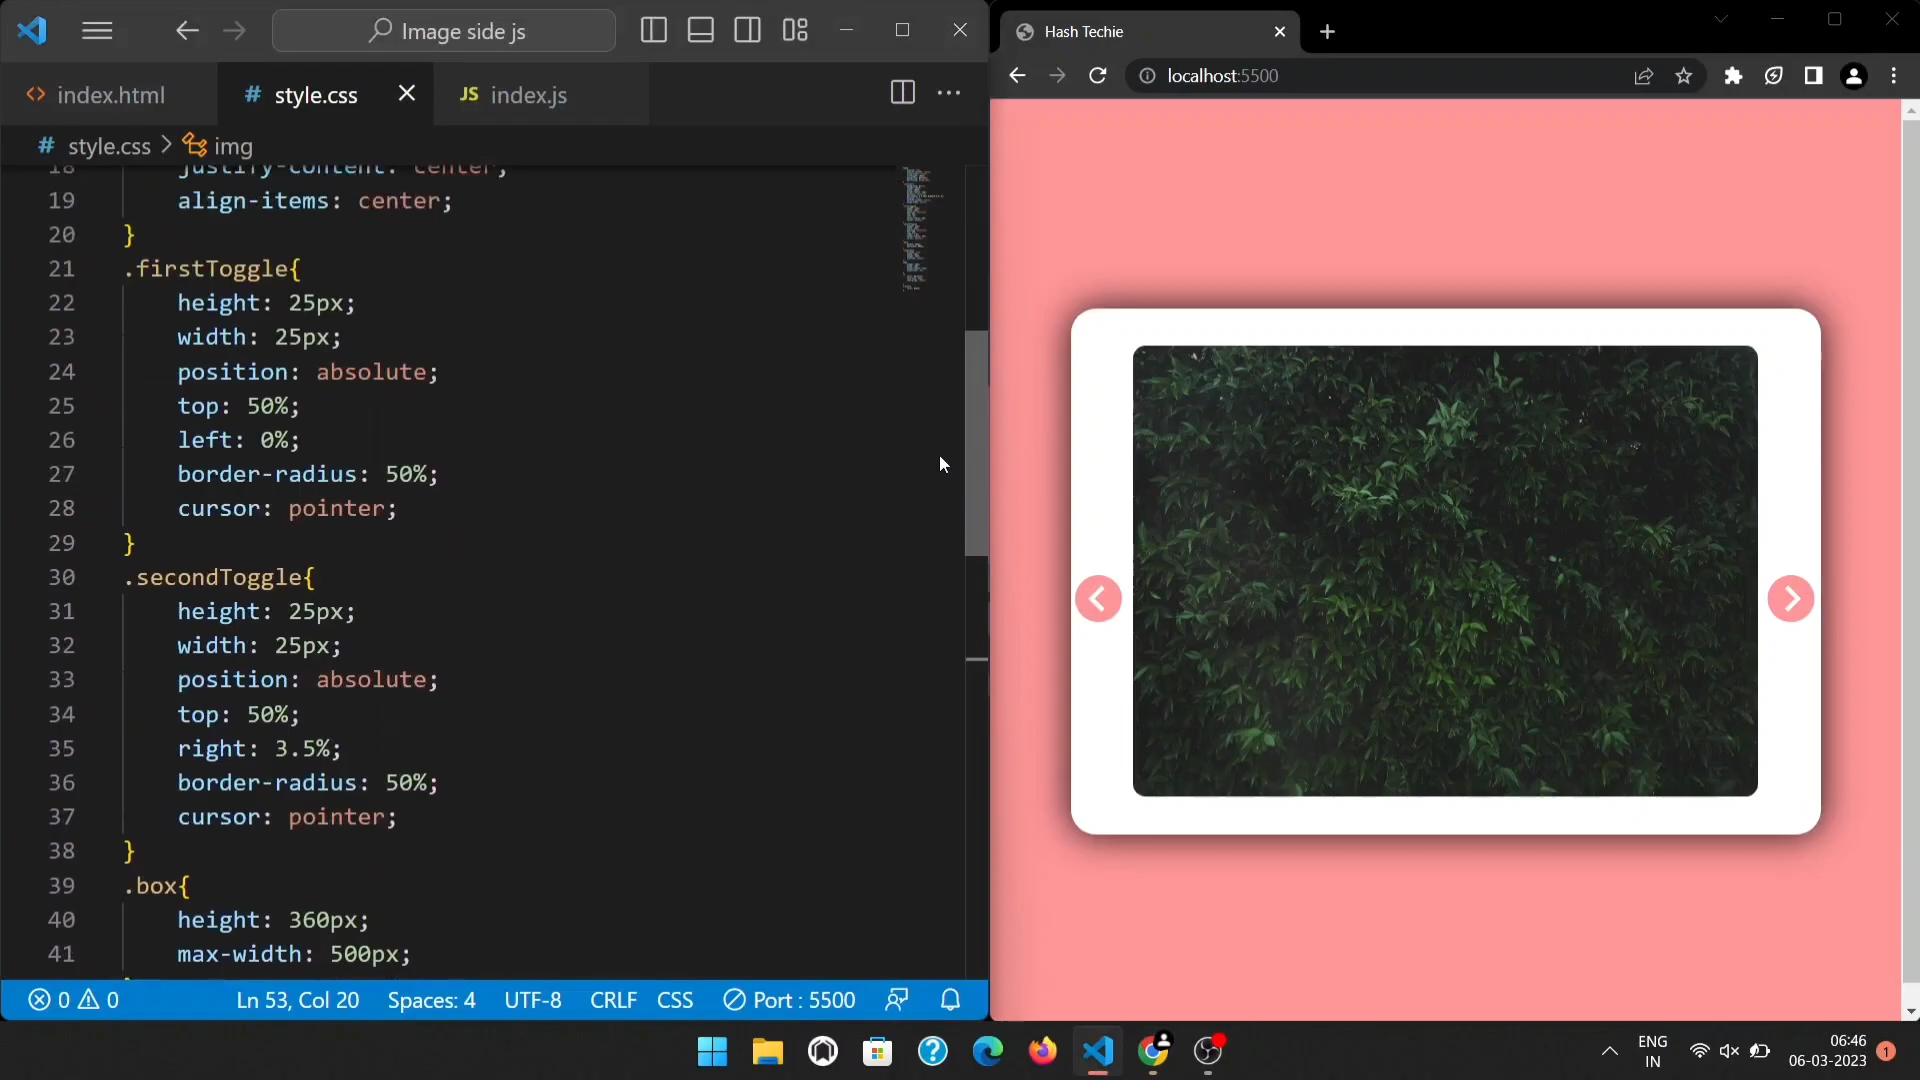 Image side js
index.html
# style.css
JS index.js
# style.css > img
18 justify-content: center;
19 align-items: center;
20 }
21 .firstToggle{
22 height: 25px;
23 width: 25px;
24 position: absolute;
25 top: 50%;
26 left: 0%;
27 border-radius: 50%;
28 cursor: pointer;
29 }
30 .secondToggle{
31 height: 25px;
32 width: 25px;
33 position: absolute;
34 top: 50%;
35 right: 3.5%;
36 border-radius: 50%;
37 cursor: pointer;
38 }
39 .box{
40 height: 360px;
41 max-width: 500px;
0 0 Ln 53, Col 20 Spaces: 4 UTF-8 CRLF CSS Port : 5500
Hash Techie
localhost:5500
ENG
IN
06:46
06-03-2023
1